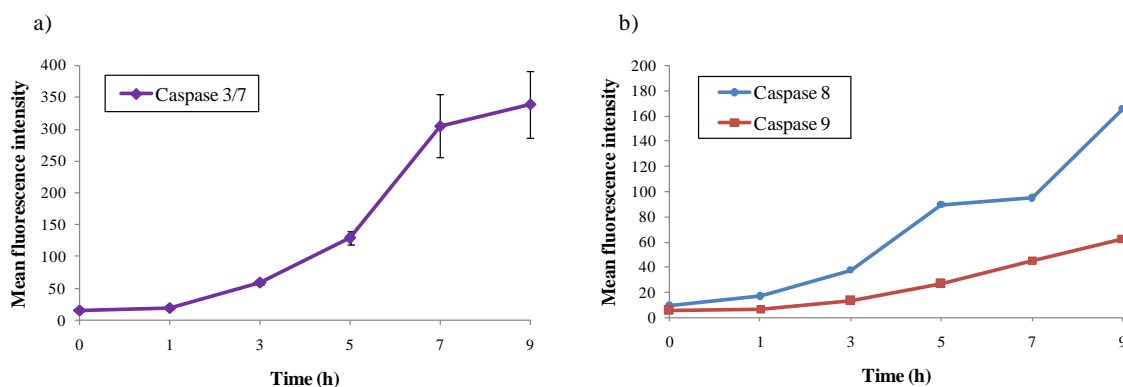 a)
Mean fluorescence intensity
400
350
300
250
200
150
100
50
0
Caspase 3/7
0 1 3 5 7 9
Time (h)
b)
Mean fluorescence intensity
200
180
160
140
120
100
80
60
40
20
0
Caspase 8
Caspase 9
0 1 3 5 7 9
Time (h)